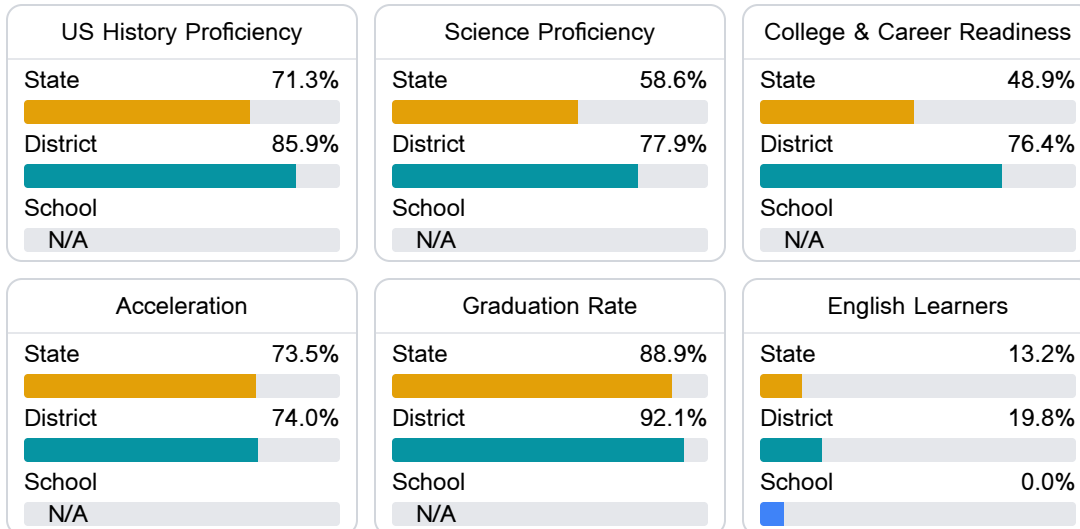 US History Proficiency
State 71.3%
District 85.9%
School
N/A
Science Proficiency
State 58.6%
District 77.9%
School
N/A
College & Career Readiness
State 48.9%
District 76.4%
School
N/A
Acceleration
State 73.5%
District 74.0%
School
N/A
Graduation Rate
State 88.9%
District 92.1%
School
N/A
English Learners
State 13.2%
District 19.8%
School 0.0%